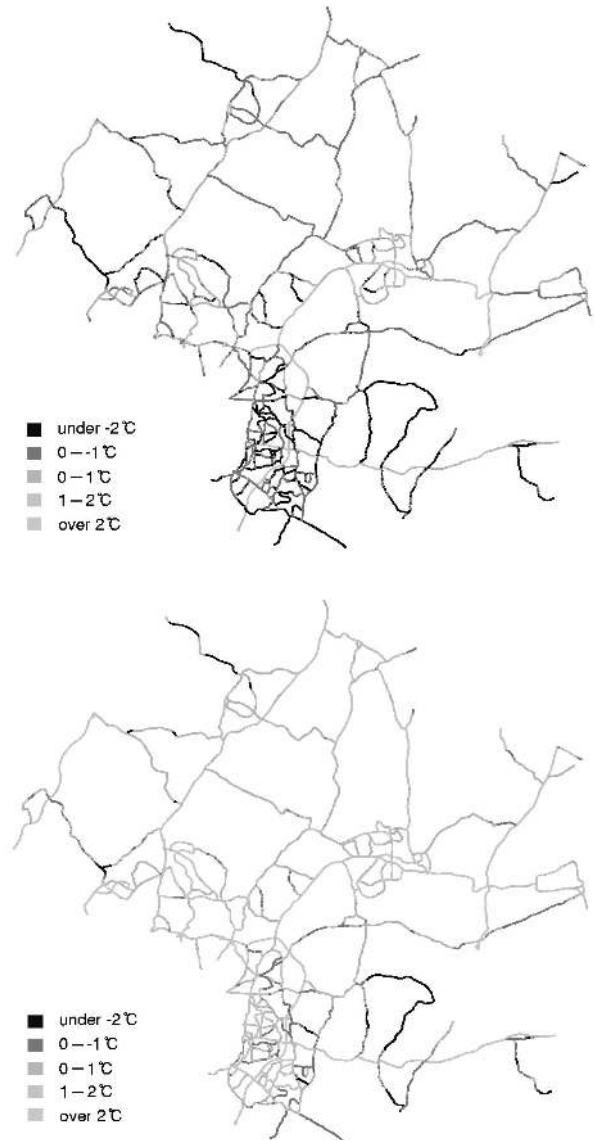 under -2℃
0—-1℃
0—1℃
1—2℃
over 2℃
under -2℃
0—-1℃
0—1℃
1—2℃
over 2℃